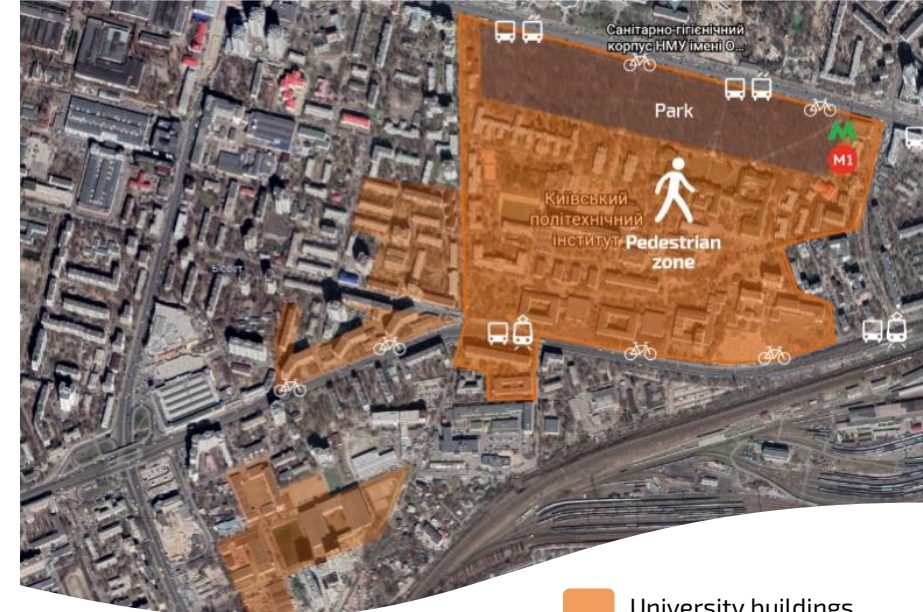 Санітарно-гігієнічний
корпус НМУ імені О...
Park
M
M1
Київський
політехнічний
інститут
Pedestrian
zone
University buildings